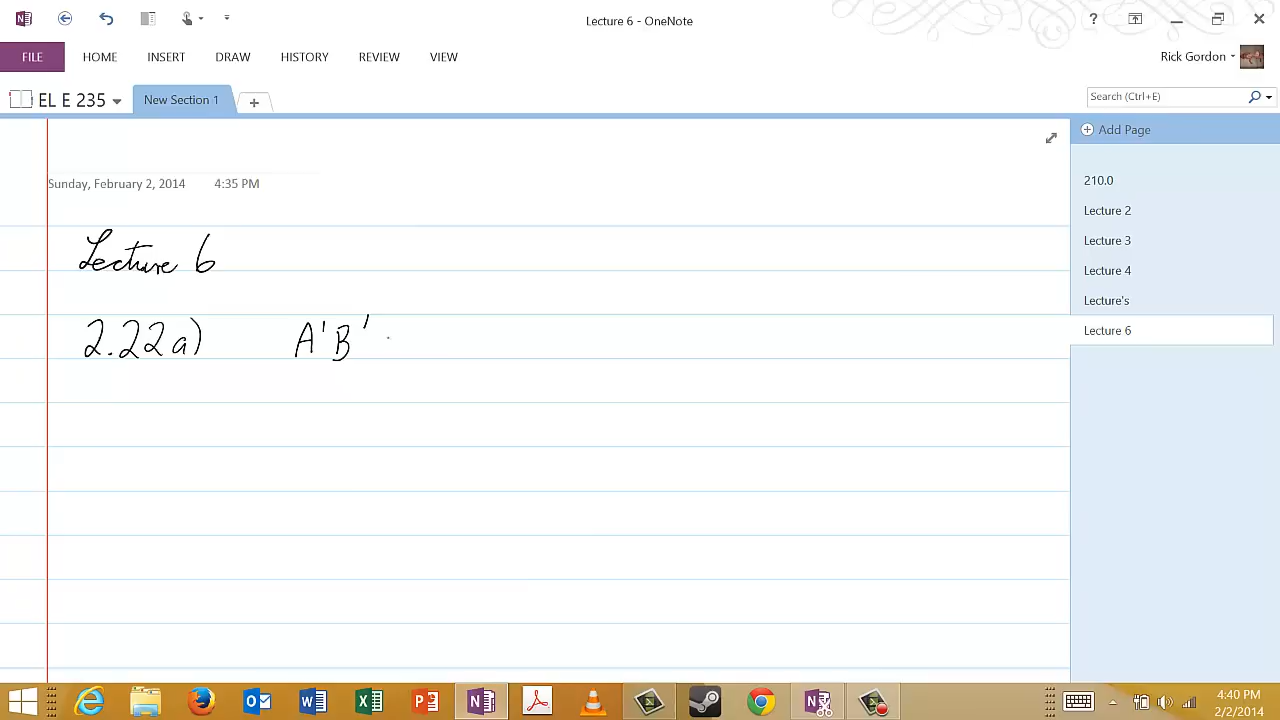 Lecture 6 - OneNote
?
FILE HOME INSERT DRAW HISTORY REVIEW VIEW
Rick Gordon
EL E 235 New Section 1
Search (Ctrl+E)
Add Page
Sunday, February 2, 2014 4:35 PM
210.0
Lecture 2
Lecture 3
Lecture 4
Lecture's
Lecture 6
Lecture 6
2.22a) A'B'
4:40 PM
2/2/2014